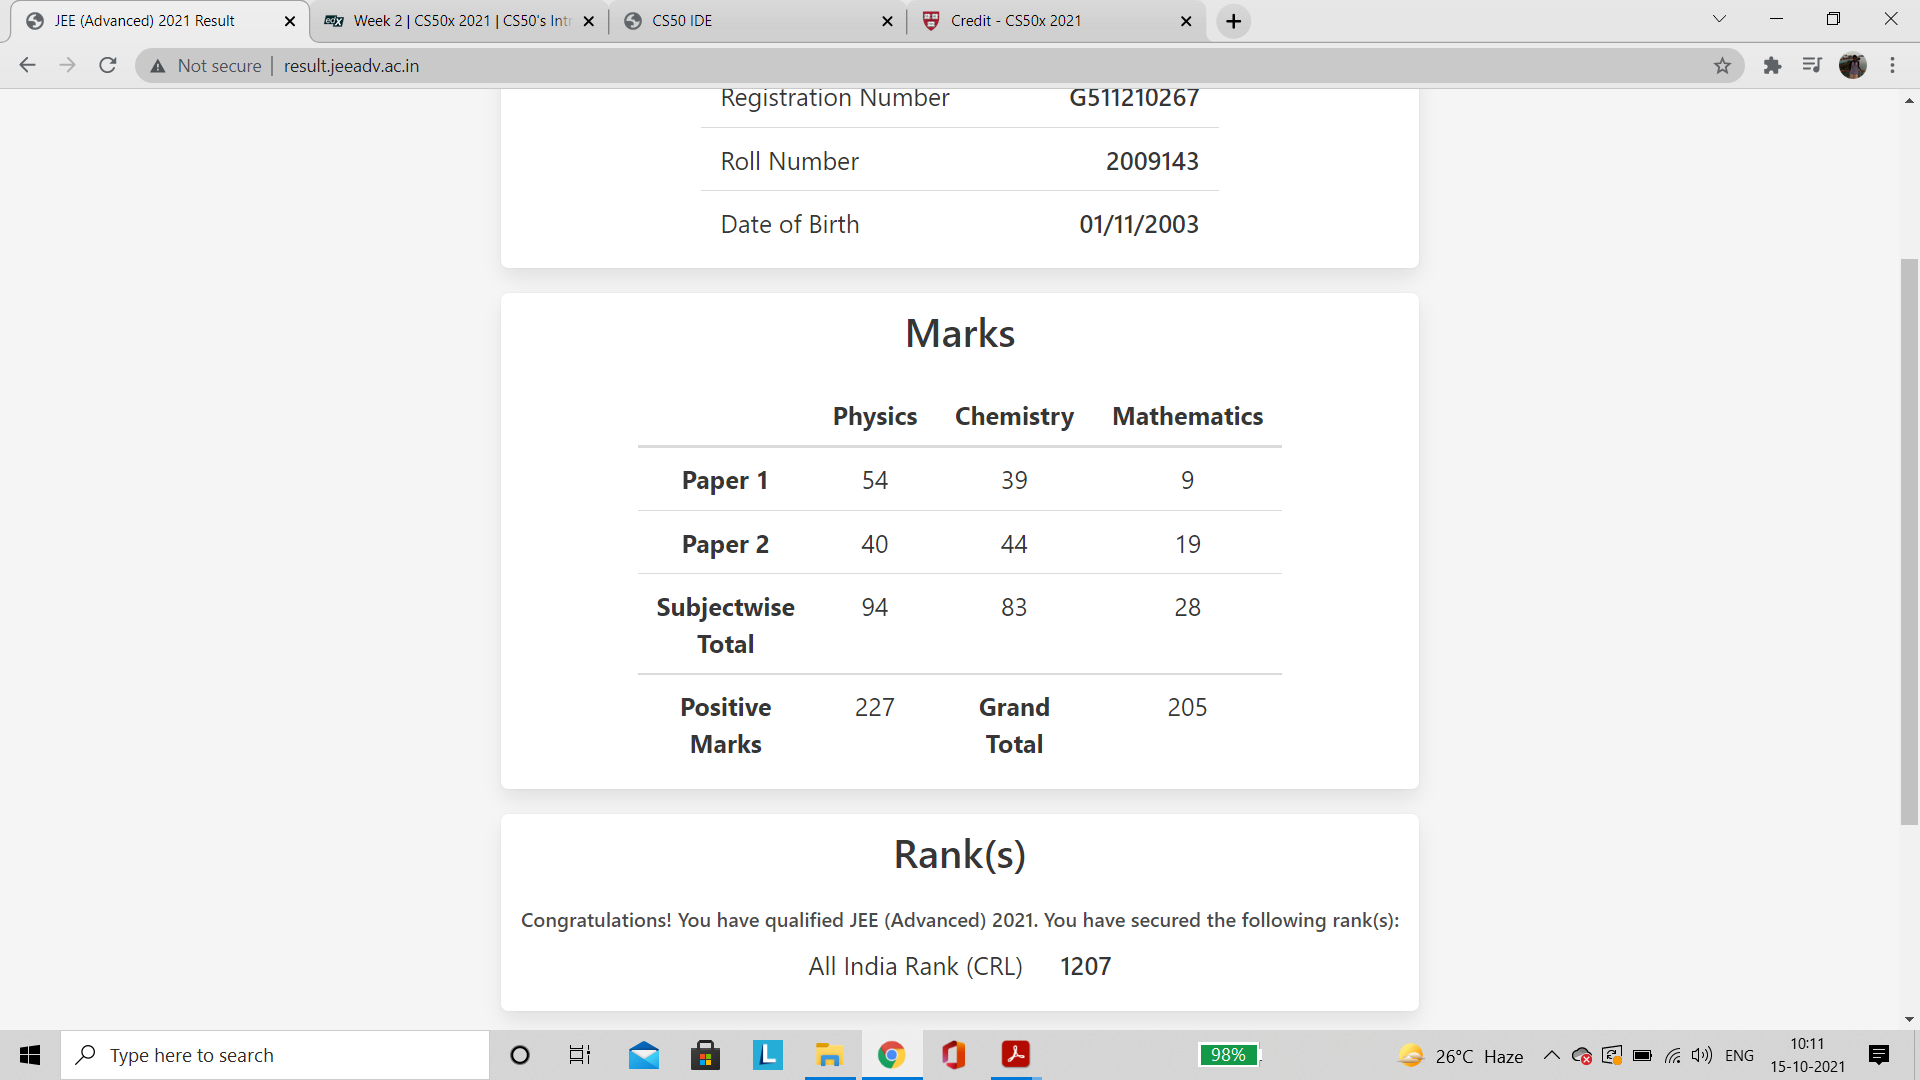 JEE (Advanced) 2021 Result
edX Week 2 | CS50x 2021 | CS50's Intr
CS50 IDE
Credit - CS50x 2021
Not secure | result.jeeadv.ac.in
Registration Number G511210267
Roll Number 2009143
Date of Birth 01/11/2003
Marks
Physics Chemistry Mathematics
Paper 1 54 39 9
Paper 2 40 44 19
Subjectwise 94 83 28
Total
Positive 227 Grand 205
Marks Total
Rank(s)
Congratulations! You have qualified JEE (Advanced) 2021. You have secured the following rank(s):
All India Rank (CRL) 1207
Type here to search
L
98%
26°C Haze
ENG
10:11
15-10-2021